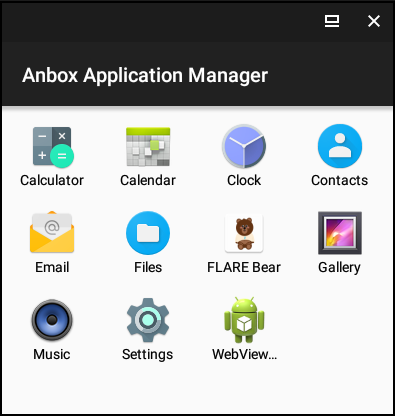 Anbox Application Manager
Calculator Calendar Clock Contacts
Email Files FLARE Bear Gallery
Music Settings WebView...